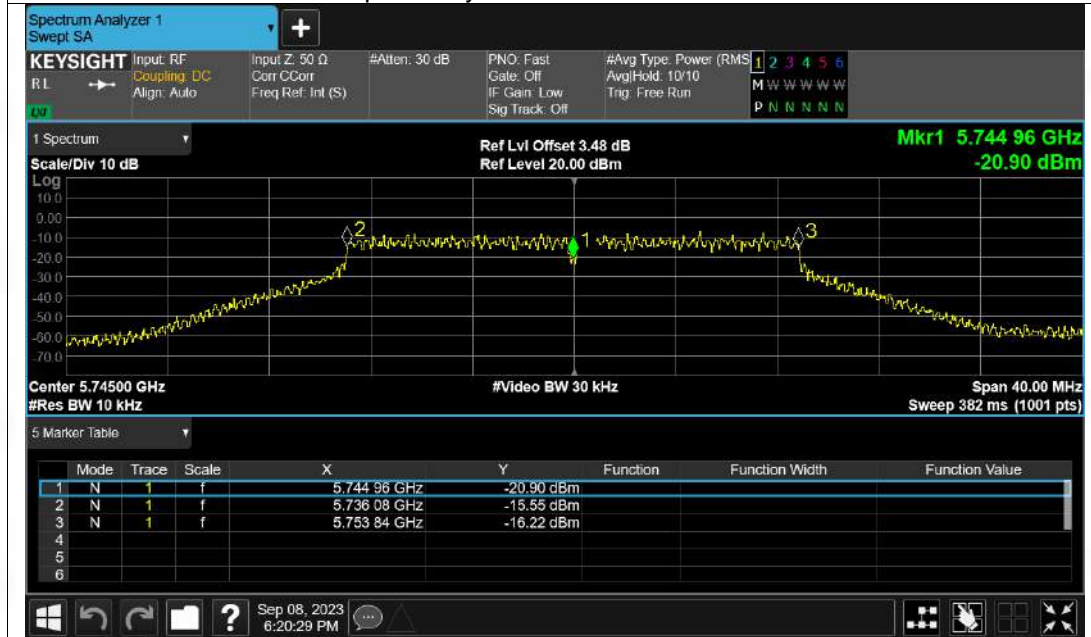 Spectrum Analyzer 1
Swept SA
+
KEYSIGHT Input: RF Input Z: 50 Ω #Atten: 30 dB PNO: Fast #Avg Type: Power (RMS 1 2 3 4 5 6
RL Coupling: DC Corr CCorr Gate: Off Avg|Hold: 10/10 M W W W W W
Align: Auto Freq Ref: Int (S) IF Gain: Low Trig: Free Run
LXI Sig Track: Off P N N N N N
1 Spectrum Ref Lvl Offset 3.48 dB Mkr1 5.744 96 GHz
Scale/Div 10 dB Ref Level 20.00 dBm -20.90 dBm
Log
10.0
0.00
-10.0
-20.0
-30.0
-40.0
-50.0
-60.0
-70.0
2 1 3
Center 5.74500 GHz #Video BW 30 kHz Span 40.00 MHz
#Res BW 10 kHz Sweep 382 ms (1001 pts)
5 Marker Table
Mode Trace Scale X Y Function Function Width Function Value
1 N 1 f 5.744 96 GHz -20.90 dBm
2 N 1 f 5.736 08 GHz -15.55 dBm
3 N 1 f 5.753 84 GHz -16.22 dBm
4
5
6
? Sep 08, 2023
6:20:29 PM